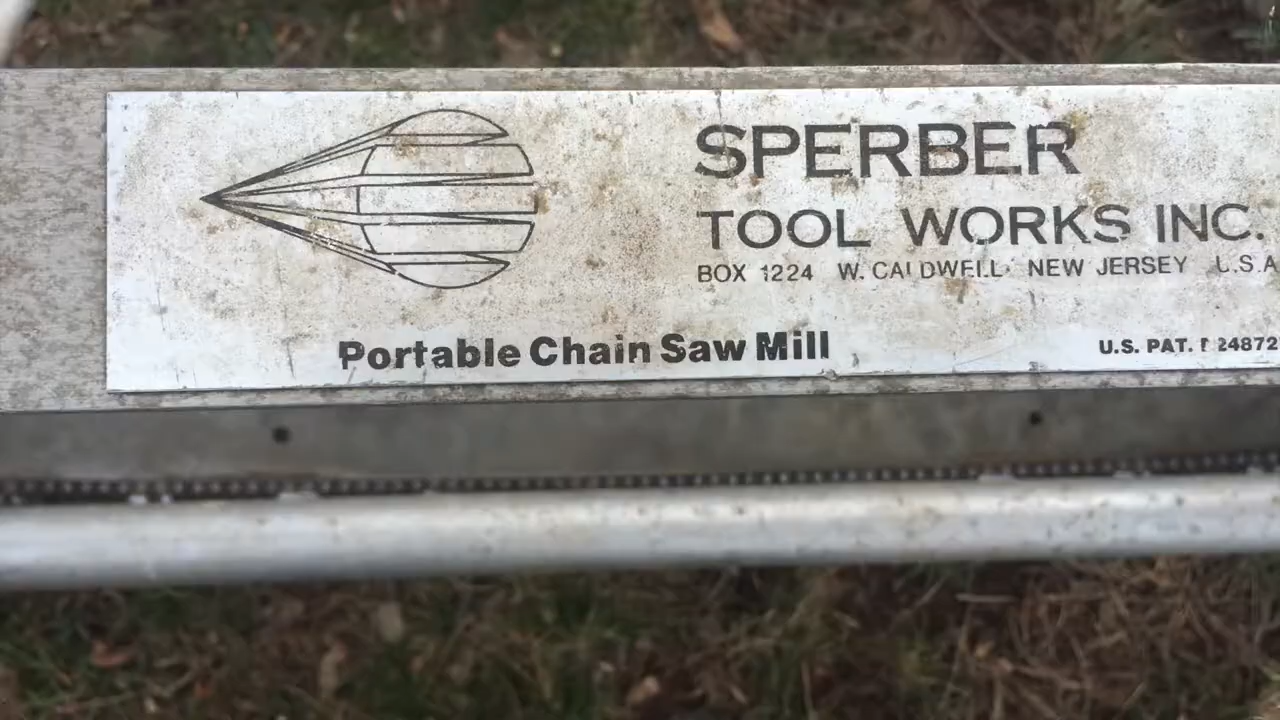 SPERBER
TOOL WORKS INC.
BOX 1224 W. CALDWELL NEW JERSEY U.S.A
Portable Chain Saw Mill
U.S. PAT.